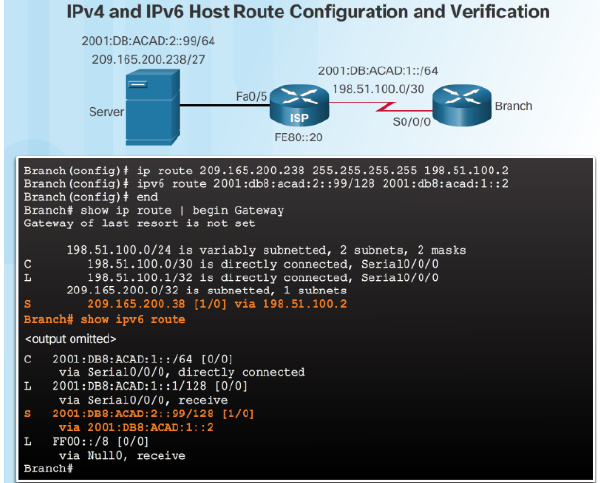 IPv4 and IPv6 Host Route Configuration and Verification
2001:DB:ACAD:2::99/64
209.165.200.238/27
2001:DB:ACAD:1::/64
198.51.100.0/30
Fa0/5
Server
ISP
S0/0/0
Branch
FE80::20
Branch(config)# ip route 209.165.200.238 255.255.255.255 198.51.100.2
Branch(config)# ipv6 route 2001:db8:acad:2::99/128 2001:db8:acad:1::2
Branch(config)# end
Branch# show ip route | begin Gateway
Gateway of last resort is not set
198.51.100.0/24 is variably subnetted, 2 subnets, 2 masks
C 198.51.100.0/30 is directly connected, Serial0/0/0
L 198.51.100.1/32 is directly connected, Serial0/0/0
209.165.200.0/32 is subnetted, 1 subnets
S 209.165.200.38 [1/0] via 198.51.100.2
Branch# show ipv6 route
<output omitted>
C 2001:DB8:ACAD:1::/64 [0/0]
via Serial0/0/0, directly connected
L 2001:DB8:ACAD:1::1/128 [0/0]
via Serial0/0/0, receive
S 2001:DB8:ACAD:2::99/128 [1/0]
via 2001:DB8:ACAD:1::2
L FF00::/8 [0/0]
via Null0, receive
Branch#